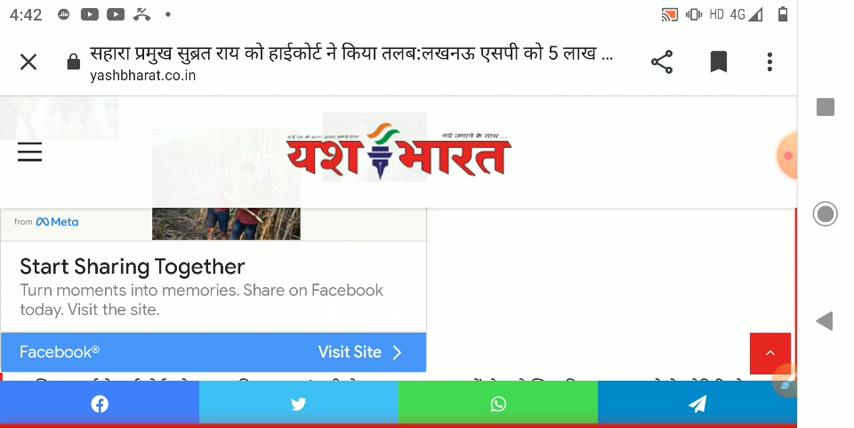 4:42 Jio HD 4G
सहारा प्रमुख सुब्रत राय को हाईकोर्ट ने किया तलब:लखनऊ एसपी को 5 लाख ...
yashbharat.co.in
यश भारत
from Meta
Start Sharing Together
Turn moments into memories. Share on Facebook
today. Visit the site.
Facebook® Visit Site